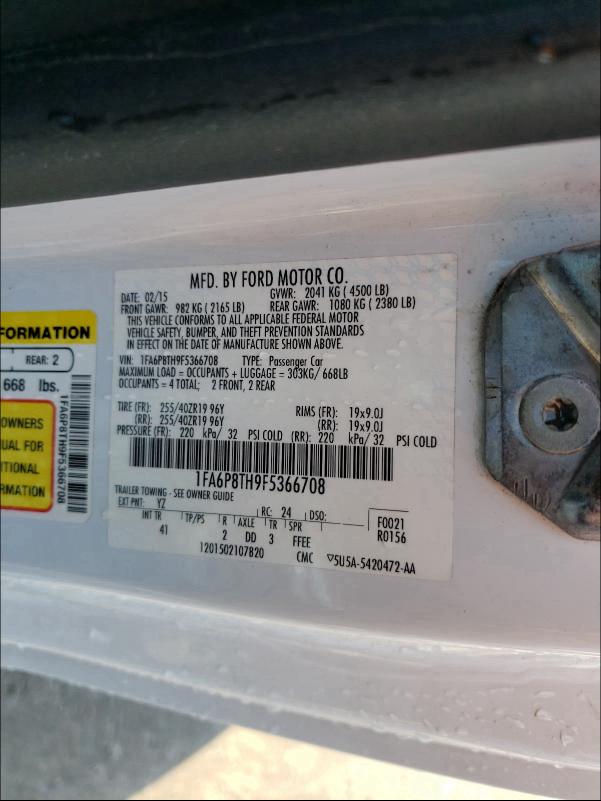 MFD. BY FORD MOTOR CO.
DATE: 02/15 GVWR: 2041 KG ( 4500 LB)
FRONT GAWR: 982 KG ( 2165 LB) REAR GAWR: 1080 KG ( 2380 LB)
THIS VEHICLE CONFORMS TO ALL APPLICABLE FEDERAL MOTOR
VEHICLE SAFETY, BUMPER, AND THEFT PREVENTION STANDARDS
IN EFFECT ON THE DATE OF MANUFACTURE SHOWN ABOVE.
VIN: 1FA6P8TH9F5366708 TYPE: Passenger Car
MAXIMUM LOAD = OCCUPANTS + LUGGAGE = 303KG/ 668LB
OCCUPANTS = 4 TOTAL; 2 FRONT, 2 REAR
TIRE (FR): 255/40ZR19 96Y RIMS (FR): 19x9.0J
(RR): 255/40ZR19 96Y (RR): 19x9.0J
PRESSURE (FR): 220 kPa/ 32 PSI COLD (RR): 220 kPa/ 32 PSI COLD
1FA6P8TH9F5366708
TRAILER TOWING - SEE OWNER GUIDE
EXT PNT: YZ RC: 24 DSO: F0021
INT TR TP/PS R AXLE TR SPR R0156
41 2 DD 3 FFEE
1201502107820 CMC ▽5U5A-5420472-AA
FORMATION
REAR: 2
668 lbs.
OWNERS
UAL FOR
ITIONAL
RMATION
1FA6P8TH9F5366708